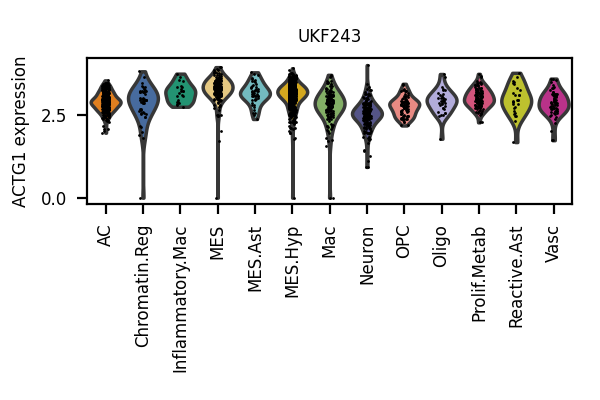 UKF243
ACTG1 expression
2.5
0.0
AC
Chromatin.Reg
Inflammatory.Mac
MES
MES.Ast
MES.Hyp
Mac
Neuron
OPC
Oligo
Prolif.Metab
Reactive.Ast
Vasc